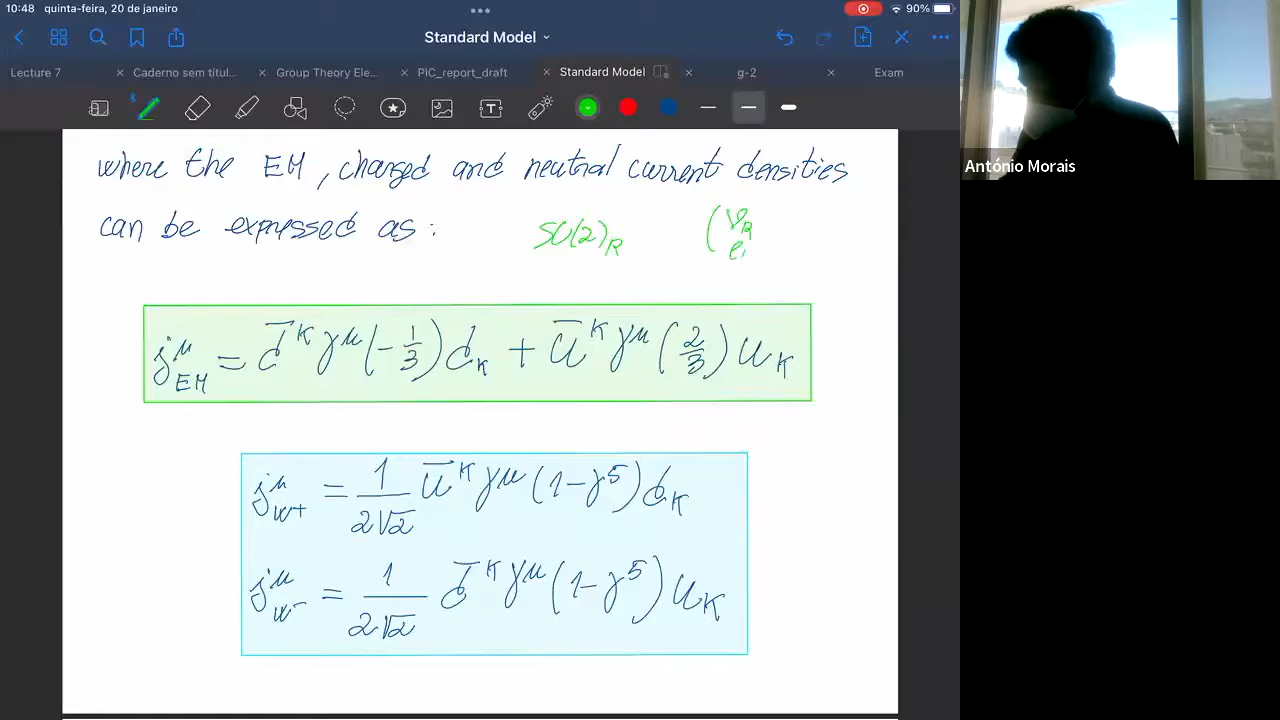 10:48 quinta-feira, 20 de janeiro
90%
Standard Model
Lecture 7 × Caderno sem títul... × Group Theory Ele... × PIC_report_draft × Standard Model × g-2 × Exam
António Morais
where the EM, charged and neutral current densities
can be expressed as: SU(2)_R (ν_R
e
j^μ_EM = d̄^k γ^μ (-1/3) d_k + ū^k γ^μ (2/3) u_k
j^μ_W+ = 1/(2√2) ū^k γ^μ (1-γ^5) d_k
j^μ_W- = 1/(2√2) d̄^k γ^μ (1-γ^5) u_k